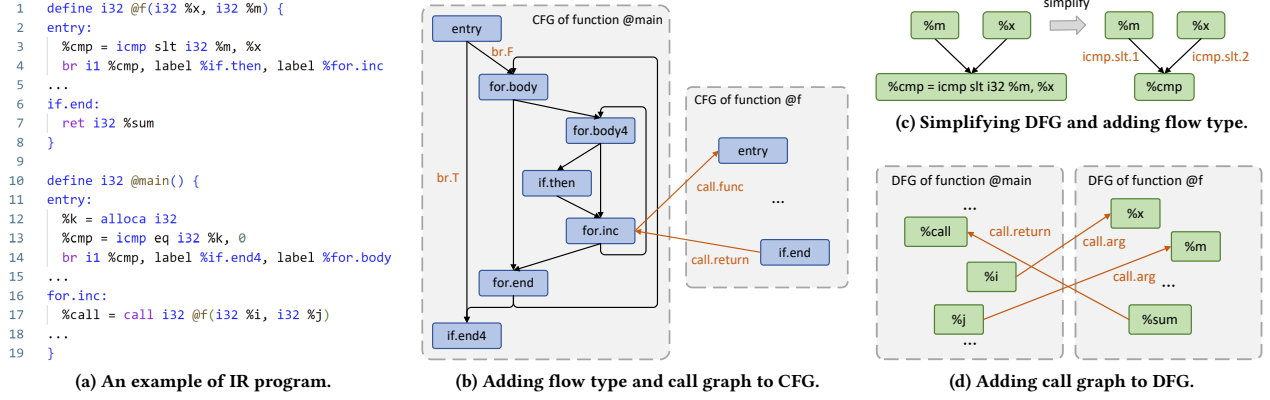 1 define i32 @f(i32 %x, i32 %m) {
2 entry:
3 %cmp = icmp slt i32 %m, %x
4 br i1 %cmp, label %if.then, label %for.inc
5 ...
6 if.end:
7 ret i32 %sum
8 }
9
10 define i32 @main() {
11 entry:
12 %k = alloca i32
13 %cmp = icmp eq i32 %k, 0
14 br i1 %cmp, label %if.end4, label %for.body
15 ...
16 for.inc:
17 %call = call i32 @f(i32 %i, i32 %j)
18 ...
19 }
(a) An example of IR program.
CFG of function @main
entry
br.F
for.body
for.body4
br.T
if.then
for.inc
for.end
if.end4
CFG of function @f
entry
call.func
...
call.return
if.end
(b) Adding flow type and call graph to CFG.
simplify
%m
%x
%cmp = icmp slt i32 %m, %x
%m
%x
icmp.slt.1
icmp.slt.2
%cmp
(c) Simplifying DFG and adding flow type.
DFG of function @main
...
%call
%i
%j
...
call.return
call.arg
call.arg
DFG of function @f
%x
%m
...
%sum
(d) Adding call graph to DFG.